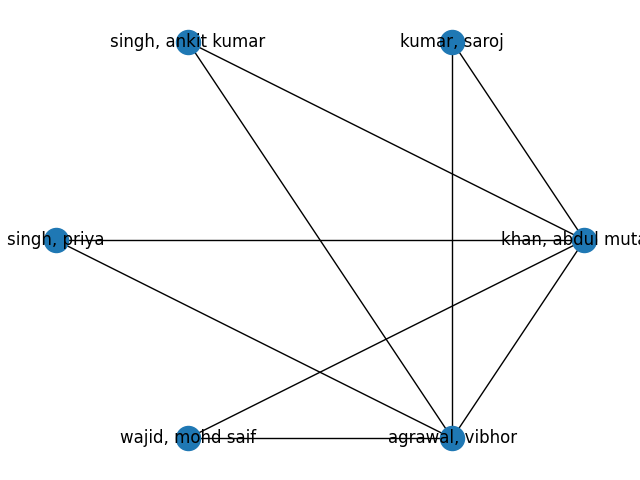 singh, ankit kumar
kumar, saroj
singh, priya
khan, abdul muta
wajid, mohd saif
agrawal, vibhor